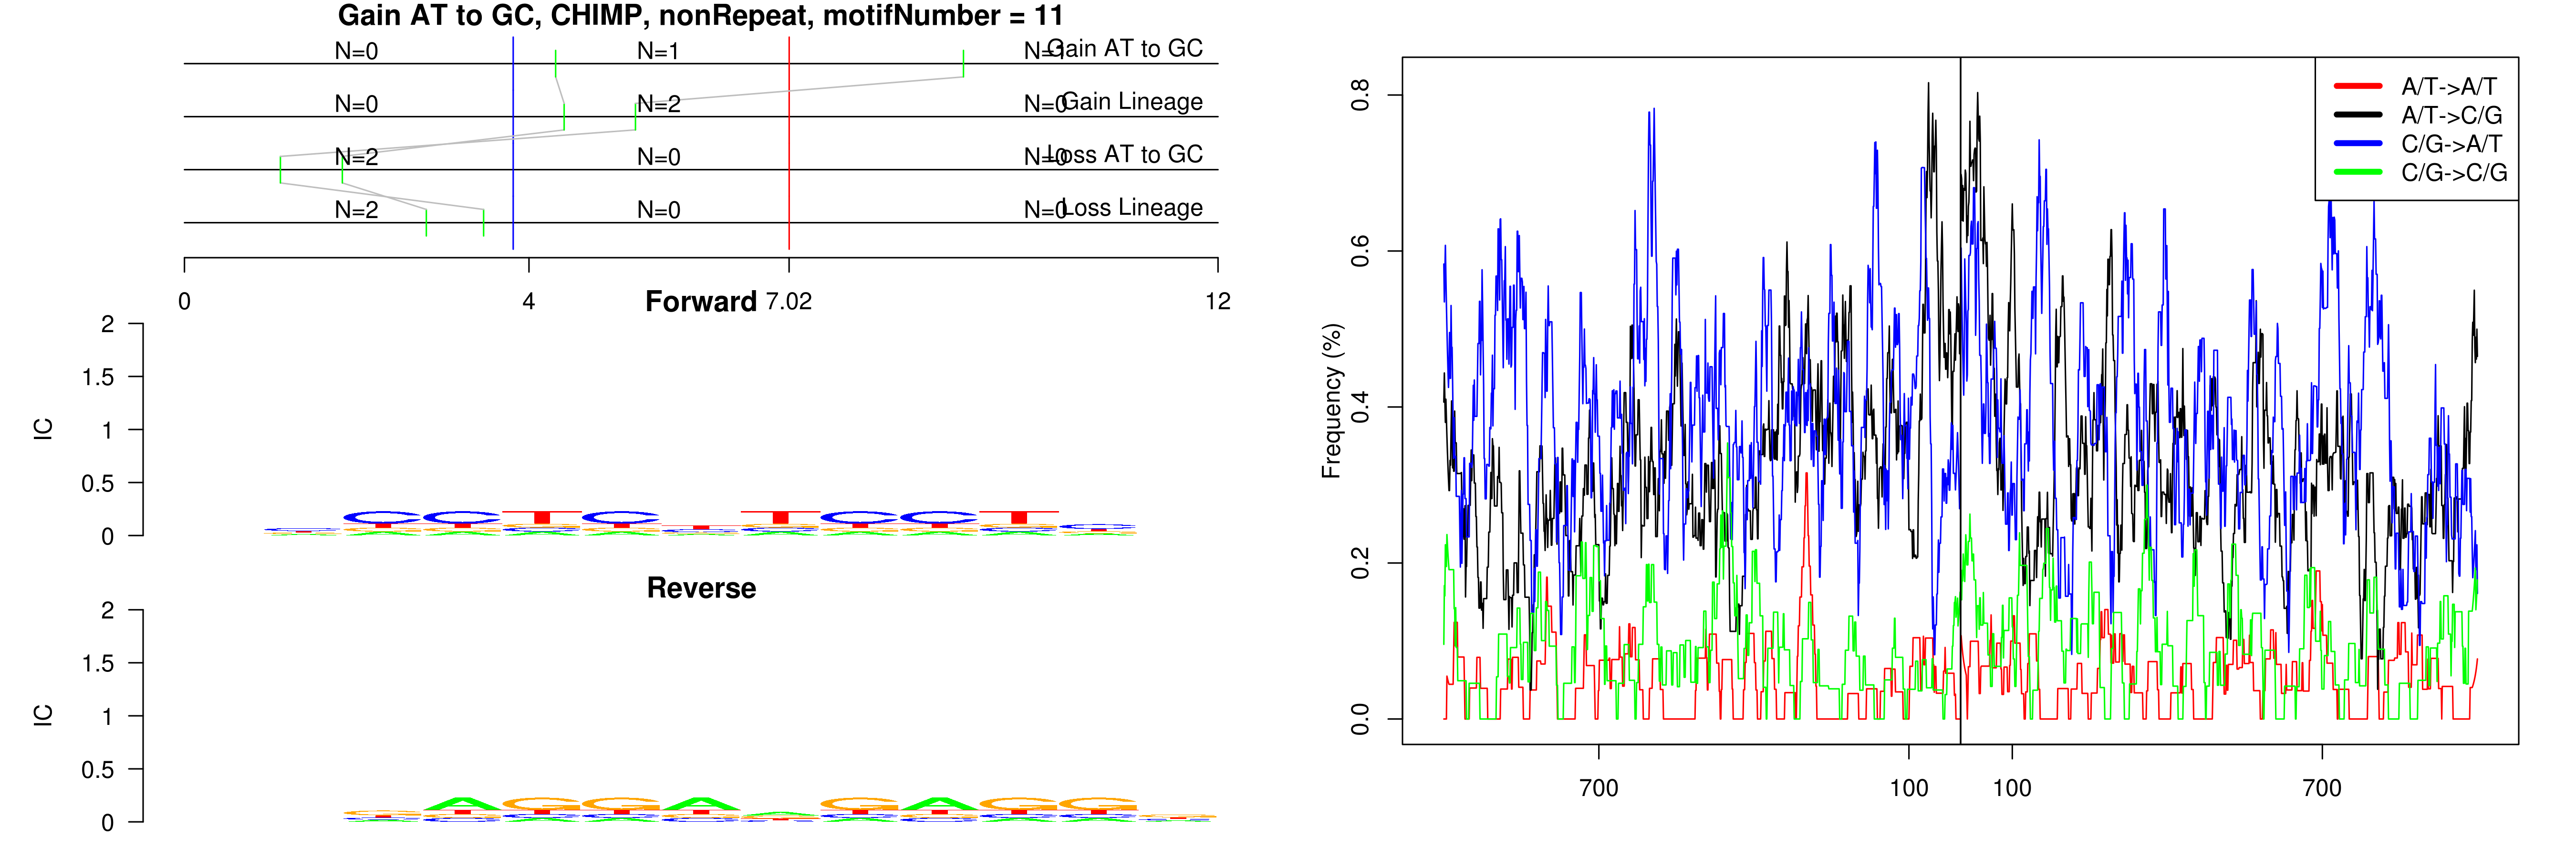 Gain AT to GC, CHIMP, nonRepeat, motifNumber = 11
N=0 N=1 N=1 Gain AT to GC
N=0 N=2 N=0 Gain Lineage
N=2 N=0 N=0 Loss AT to GC
N=2 N=0 N=0 Loss Lineage
0 4 7.02 12
Forward
IC
2
1.5
1
0.5
0
C C T C T T C C T C
Reverse
IC
2
1.5
1
0.5
0
G A G G A A G A G G G
Frequency (%)
0.8
0.6
0.4
0.2
0.0
700 100 100 700
A/T->A/T
A/T->C/G
C/G->A/T
C/G->C/G